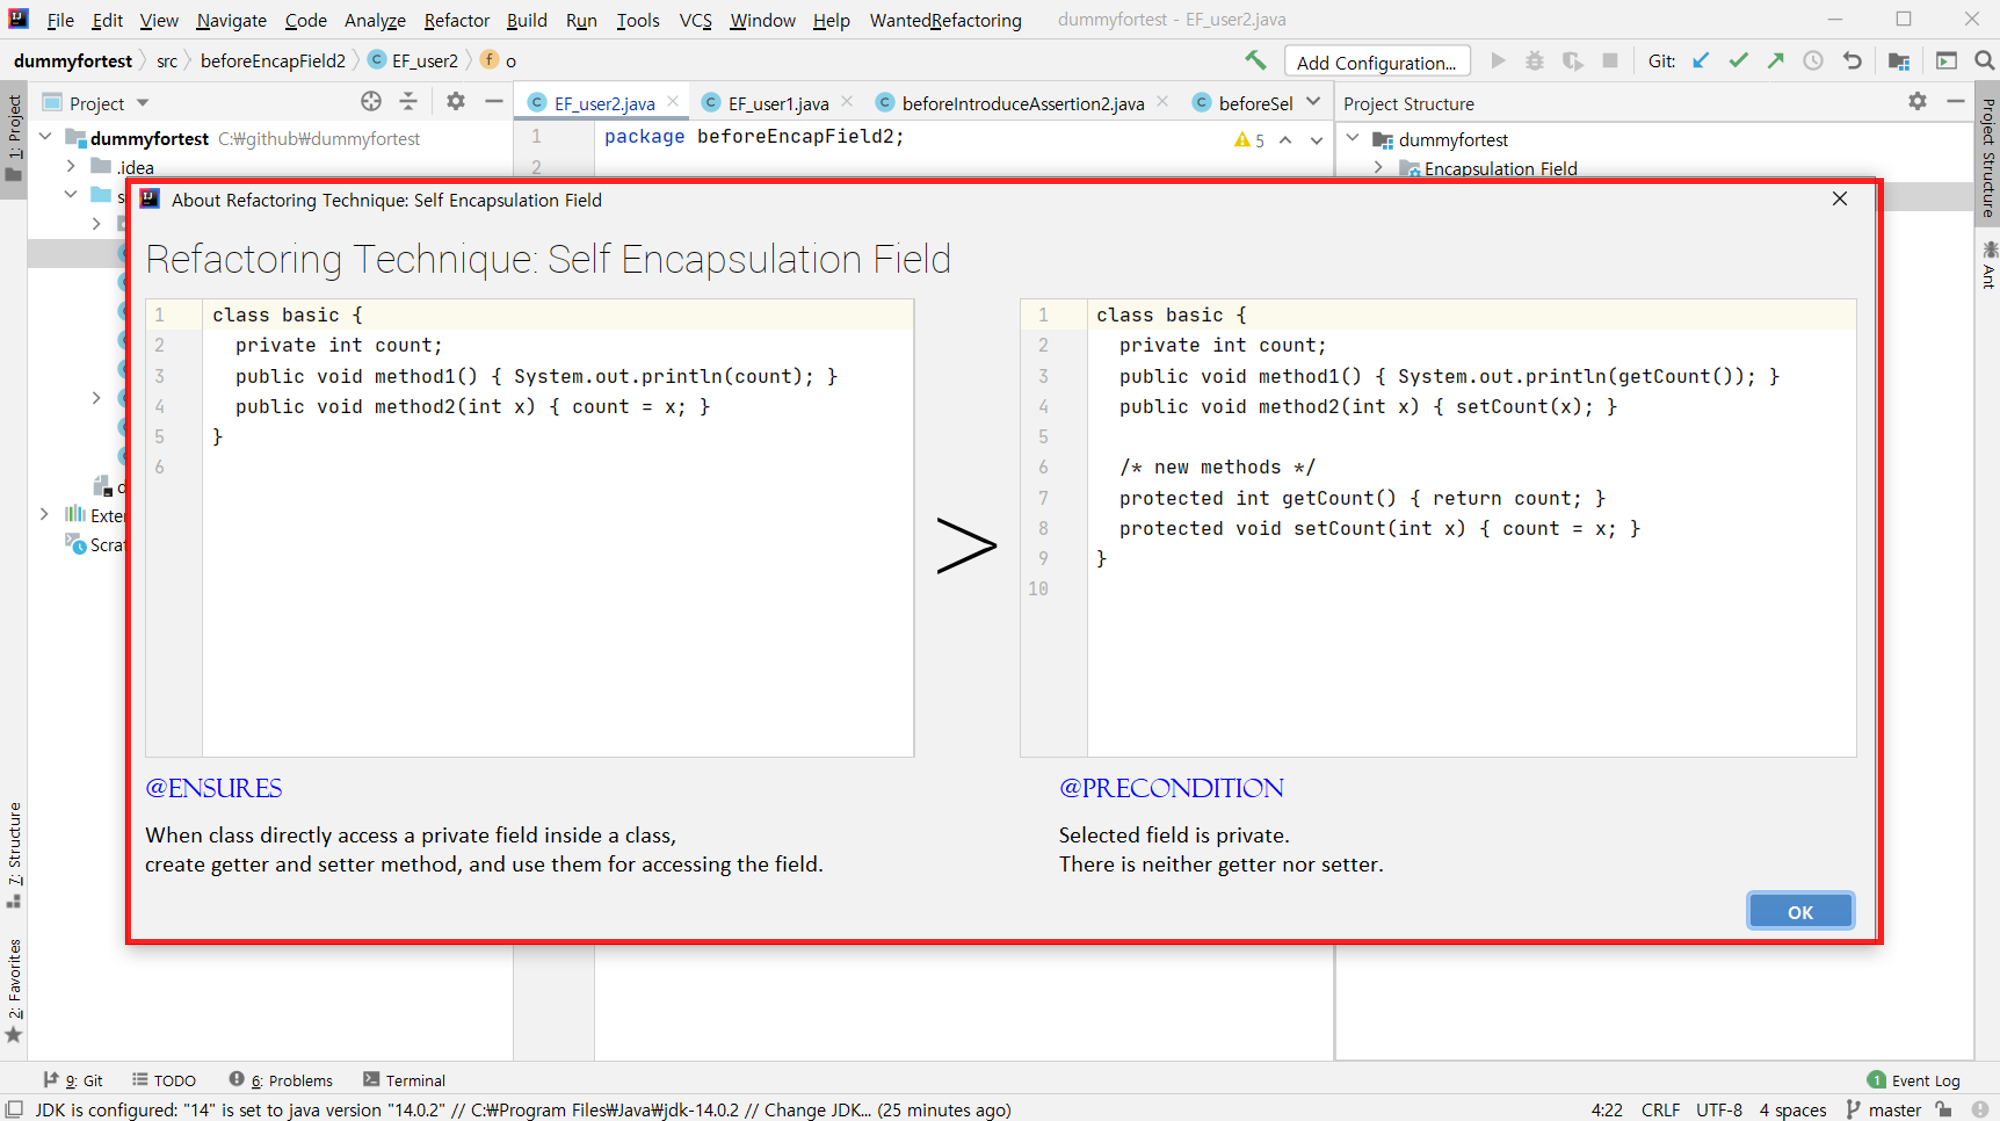 File Edit View Navigate Code Analyze Refactor Build Run Tools VCS Window Help WantedRefactoring dummyfortest - EF_user2.java
dummyfortest src beforeEncapField2 C EF_user2 f o Add Configuration... Git:
1: Project
Project
EF_user2.java EF_user1.java beforeIntroduceAssertion2.java beforeSel
Project Structure
dummyfortest C:₩github₩dummyfortest
.idea
1 package beforeEncapField2;
2
5
dummyfortest
Encapsulation Field
Project Structure
Ant
About Refactoring Technique: Self Encapsulation Field
Refactoring Technique: Self Encapsulation Field
1 class basic {
2 private int count;
3 public void method1() { System.out.println(count); }
4 public void method2(int x) { count = x; }
5 }
6
>
1 class basic {
2 private int count;
3 public void method1() { System.out.println(getCount()); }
4 public void method2(int x) { setCount(x); }
5
6 /* new methods */
7 protected int getCount() { return count; }
8 protected void setCount(int x) { count = x; }
9 }
10
@ENSURES
When class directly access a private field inside a class,
create getter and setter method, and use them for accessing the field.
@PRECONDITION
Selected field is private.
There is neither getter nor setter.
OK
s
d
Exter
Scrat
7: Structure
2: Favorites
9: Git TODO 6: Problems Terminal 1 Event Log
JDK is configured: "14" is set to java version "14.0.2" // C:₩Program Files₩Java₩jdk-14.0.2 // Change JDK... (25 minutes ago) 4:22 CRLF UTF-8 4 spaces master